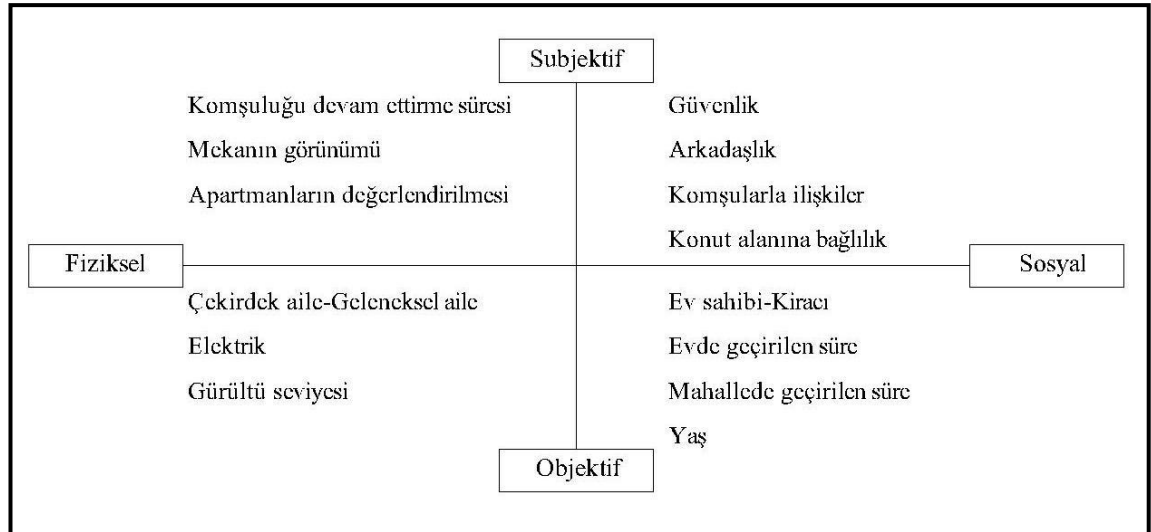 Subjektif
Komşuluğu devam ettirme süresi
Mekanın görünümü
Apartmanların değerlendirilmesi
Güvenlik
Arkadaşlık
Komşularla ilişkiler
Konut alanına bağlılık
Fiziksel
Sosyal
Çekirdek aile-Geleneksel aile
Elektrik
Gürültü seviyesi
Ev sahibi-Kiracı
Evde geçirilen süre
Mahallede geçirilen süre
Yaş
Objektif